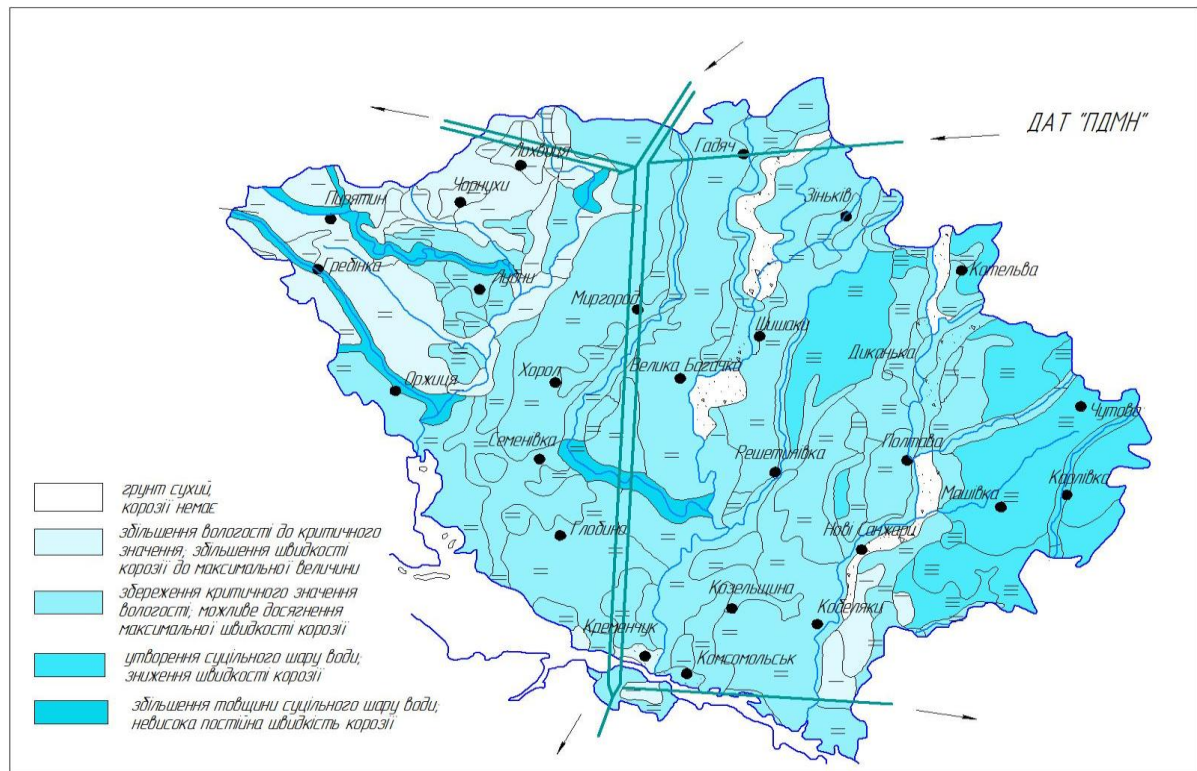 ДАТ "ПДМН"
Гадяч
Лохвиця
Чорнухи
Пирятин
Зіньків
Гребінка
Котельва
Лубни
Миргород
Шишаки
Диканька
Хорол
Велика Багачка
Оржиця
Чутово
Семенівка
Решетилівка
Полтава
Карлівка
Машівка
Глобино
Нові Санжари
Козельщина
Кобеляки
Кременчук
Комсомольськ
грунт сухий,
корозії немає
збільшення вологості до критичного
значення; збільшення швидкості
корозії до максимальної величини
збереження критичного значення
вологості; можливе досягнення
максимальної швидкості корозії
утворення суцільного шару води;
зниження швидкості корозії
збільшення товщини суцільного шару води;
невисока постійна швидкість корозії